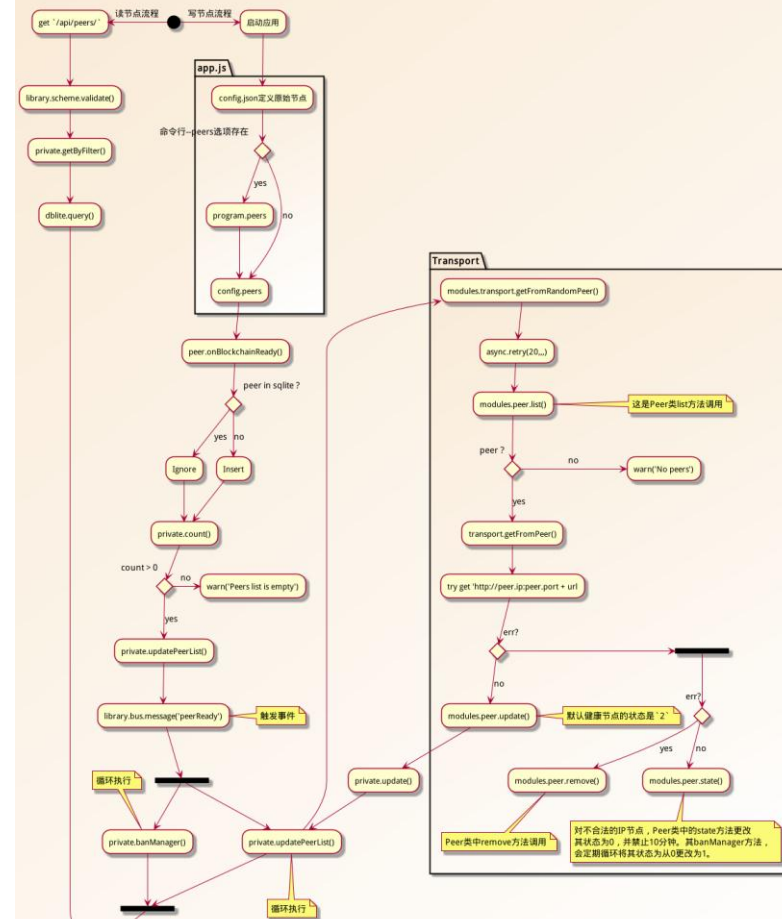 读节点流程
写节点流程
get `/api/peers/`
启动应用
app.js
library.scheme.validate()
config.json定义原始节点
命令行--peers选项存在
private.getByFilter()
yes
no
dblite.query()
program.peers
config.peers
peer.onBlockchainReady()
peer in sqlite ?
yes
no
Ignore
Insert
private.count()
count > 0
no
warn('Peers list is empty')
yes
private.updatePeerList()
library.bus.message('peerReady')
触发事件
循环执行
private.banManager()
private.updatePeerList()
循环执行
private.update()
Transport
modules.transport.getFromRandomPeer()
async.retry(20,,,)
modules.peer.list()
这是Peer类list方法调用
peer ?
no
warn('No peers')
yes
transport.getFromPeer()
try get 'http://peer.ip:peer.port + url
err?
no
err?
modules.peer.update()
默认健康节点的状态是`2`
yes
no
modules.peer.remove()
modules.peer.state()
Peer类中remove方法调用
对不合法的IP节点，Peer类中的state方法更改
其状态为0，并禁止10分钟。其banManager方法，
会定期循环将其状态为从0更改为1。